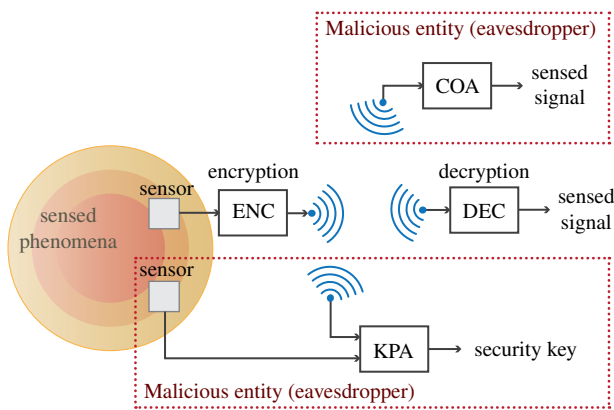 Malicious entity (eavesdropper)
COA
sensed
signal
encryption
decryption
sensor
sensed
phenomena
ENC
DEC
sensed
signal
sensor
KPA
security key
Malicious entity (eavesdropper)